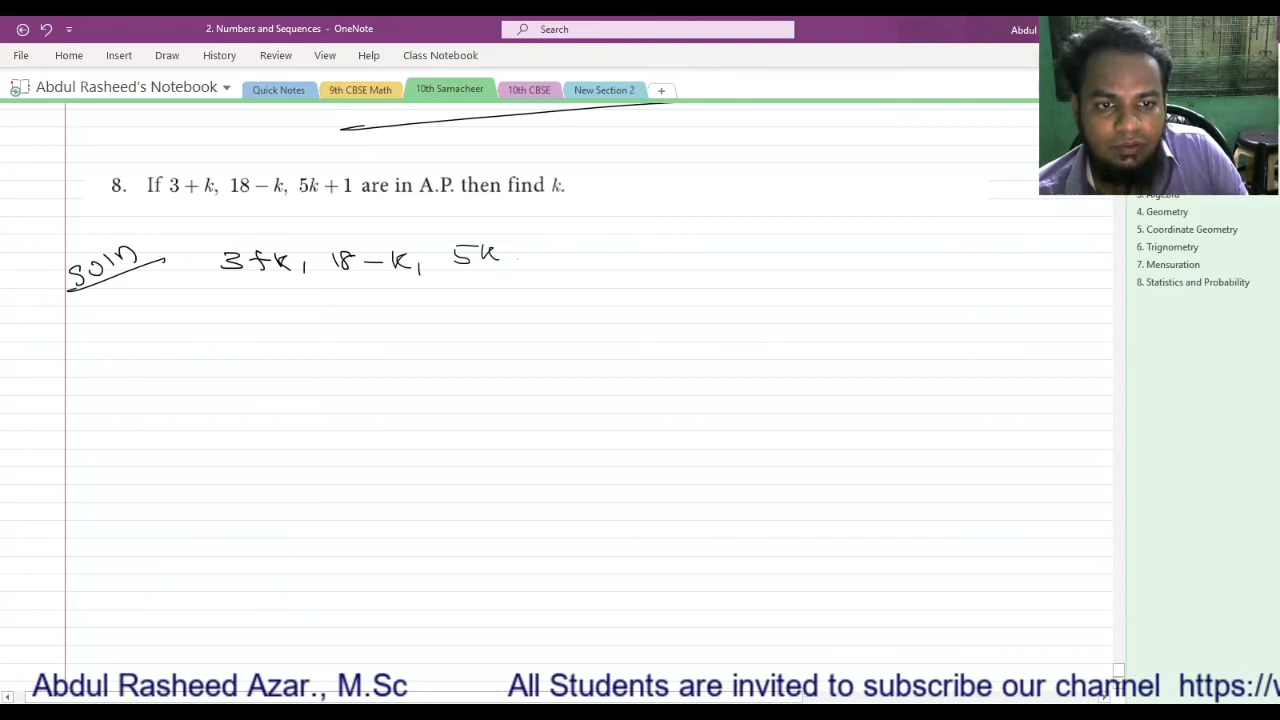 2. Numbers and Sequences - OneNote
Search
Abdul
File Home Insert Draw History Review View Help Class Notebook
Abdul Rasheed's Notebook
Quick Notes
9th CBSE Math
10th Samacheer
10th CBSE
New Section 2
+
8. If 3 + k, 18 − k, 5k + 1 are in A.P. then find k.
Soln 3+k, 18-k, 5k
3. Algebra
4. Geometry
5. Coordinate Geometry
6. Trignometry
7. Mensuration
8. Statistics and Probability
Abdul Rasheed Azar., M.Sc All Students are invited to subscribe our channel https://